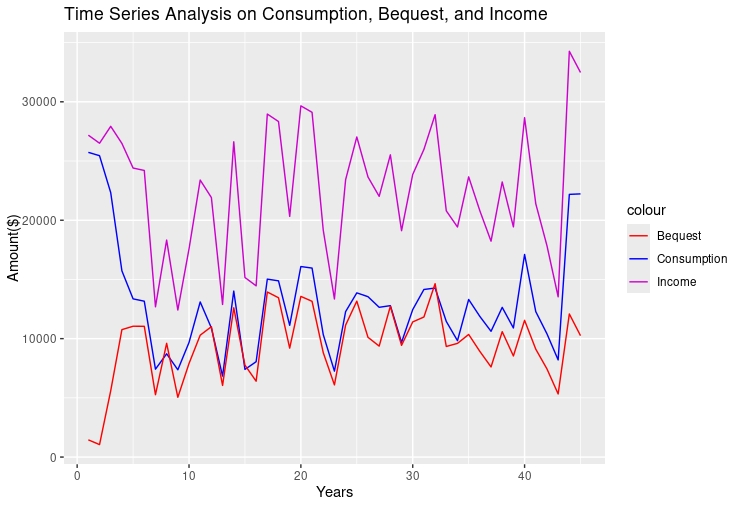 Time Series Analysis on Consumption, Bequest, and Income
Amount($)
30000
20000
10000
0
0 10 20 30 40
Years
colour
Bequest
Consumption
Income